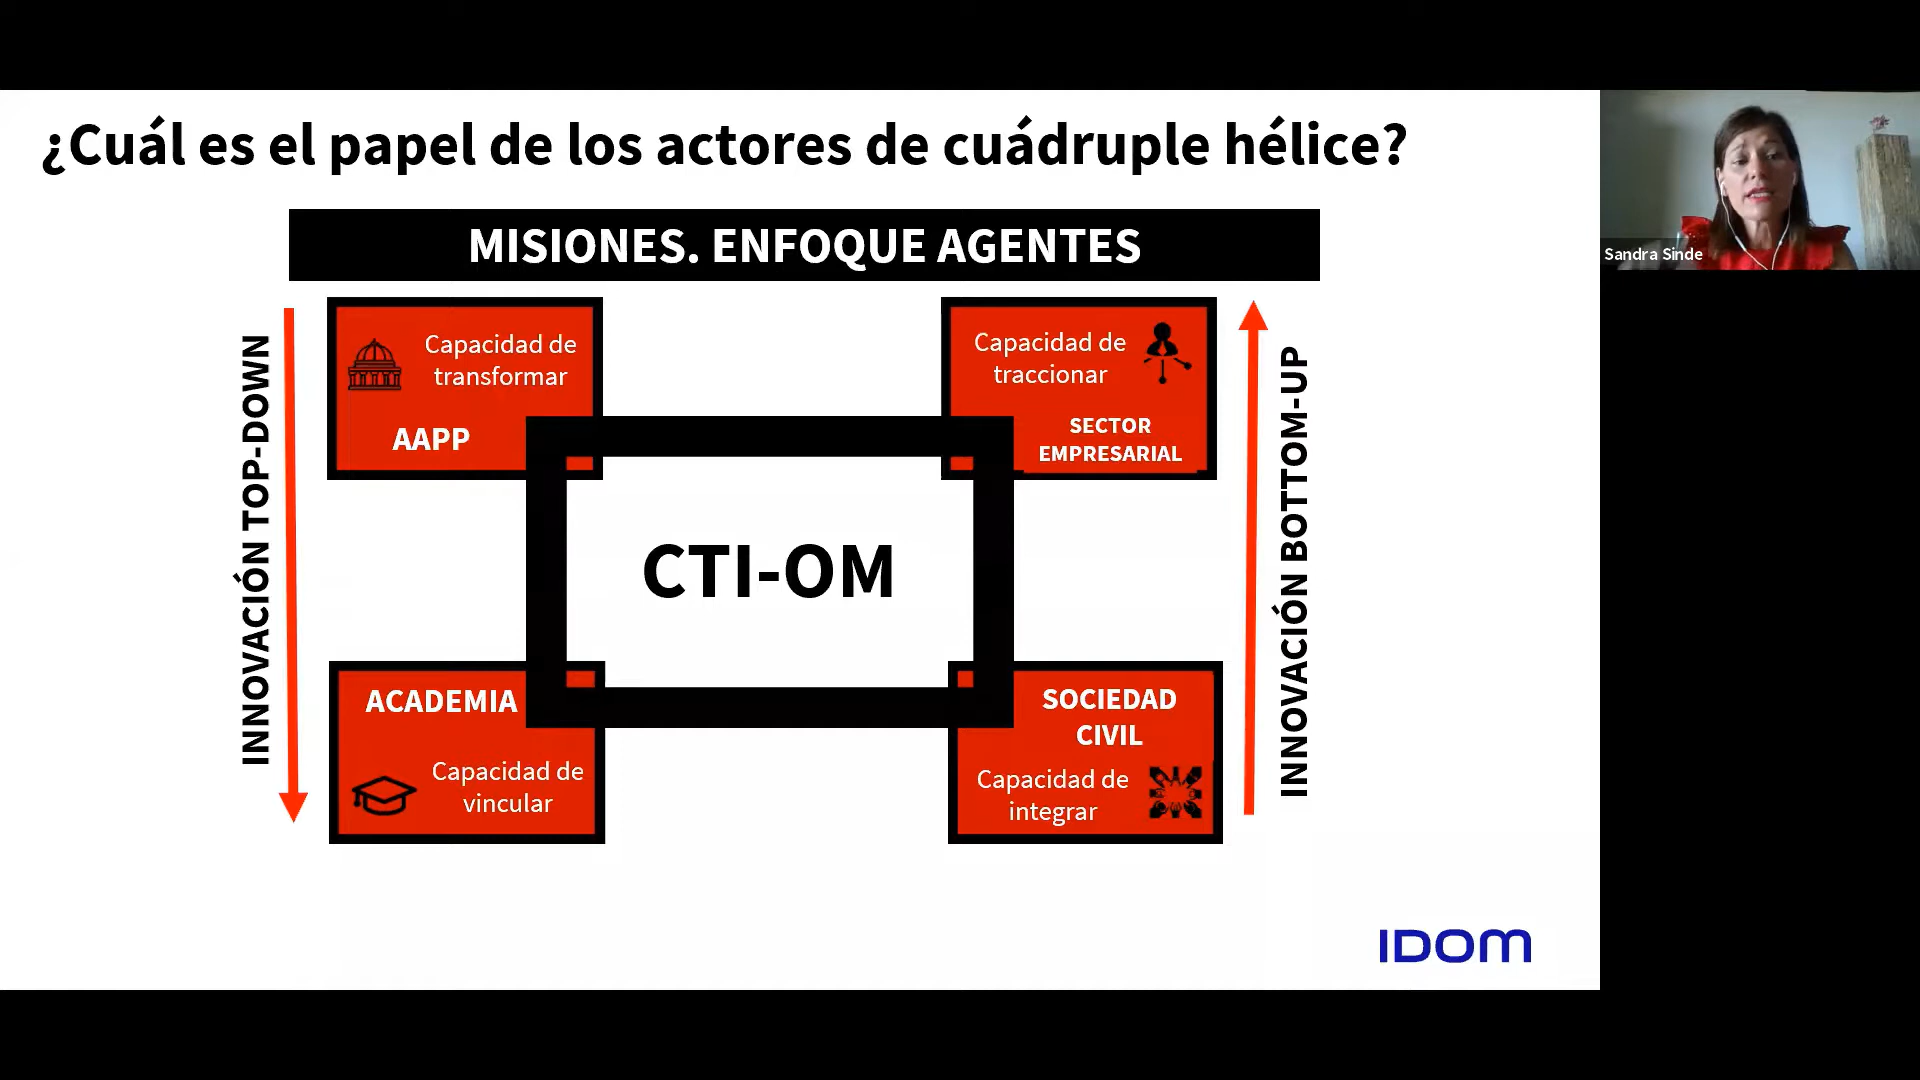 ¿Cuál es el papel de los actores de cuádruple hélice?
Sandra Sinde
MISIONES. ENFOQUE AGENTES
INNOVACIÓN TOP-DOWN
Capacidad de
transformar
AAPP
Capacidad de
traccionar
SECTOR
EMPRESARIAL
INNOVACIÓN BOTTOM-UP
CTI-OM
ACADEMIA
Capacidad de
vincular
SOCIEDAD
CIVIL
Capacidad de
integrar
IDOM